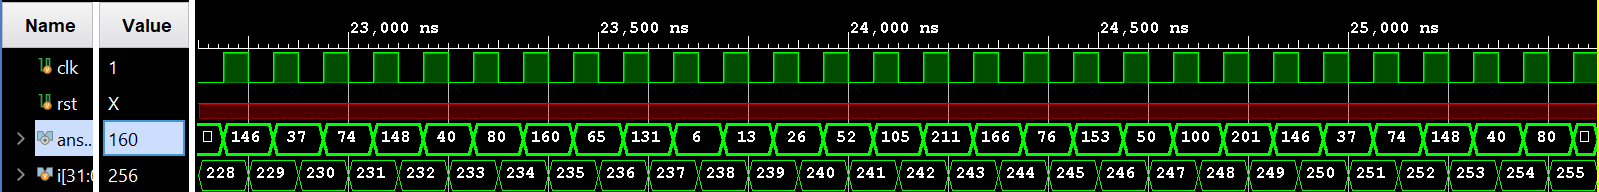 Name Value 23,000 ns 23,500 ns 24,000 ns 24,500 ns 25,000 ns
clk 1
rst X
ans.. 160 146 37 74 148 40 80 160 65 131 6 13 26 52 105 211 166 76 153 50 100 201 146 37 74 148 40 80
i[31:0 256 228 229 230 231 232 233 234 235 236 237 238 239 240 241 242 243 244 245 246 247 248 249 250 251 252 253 254 255